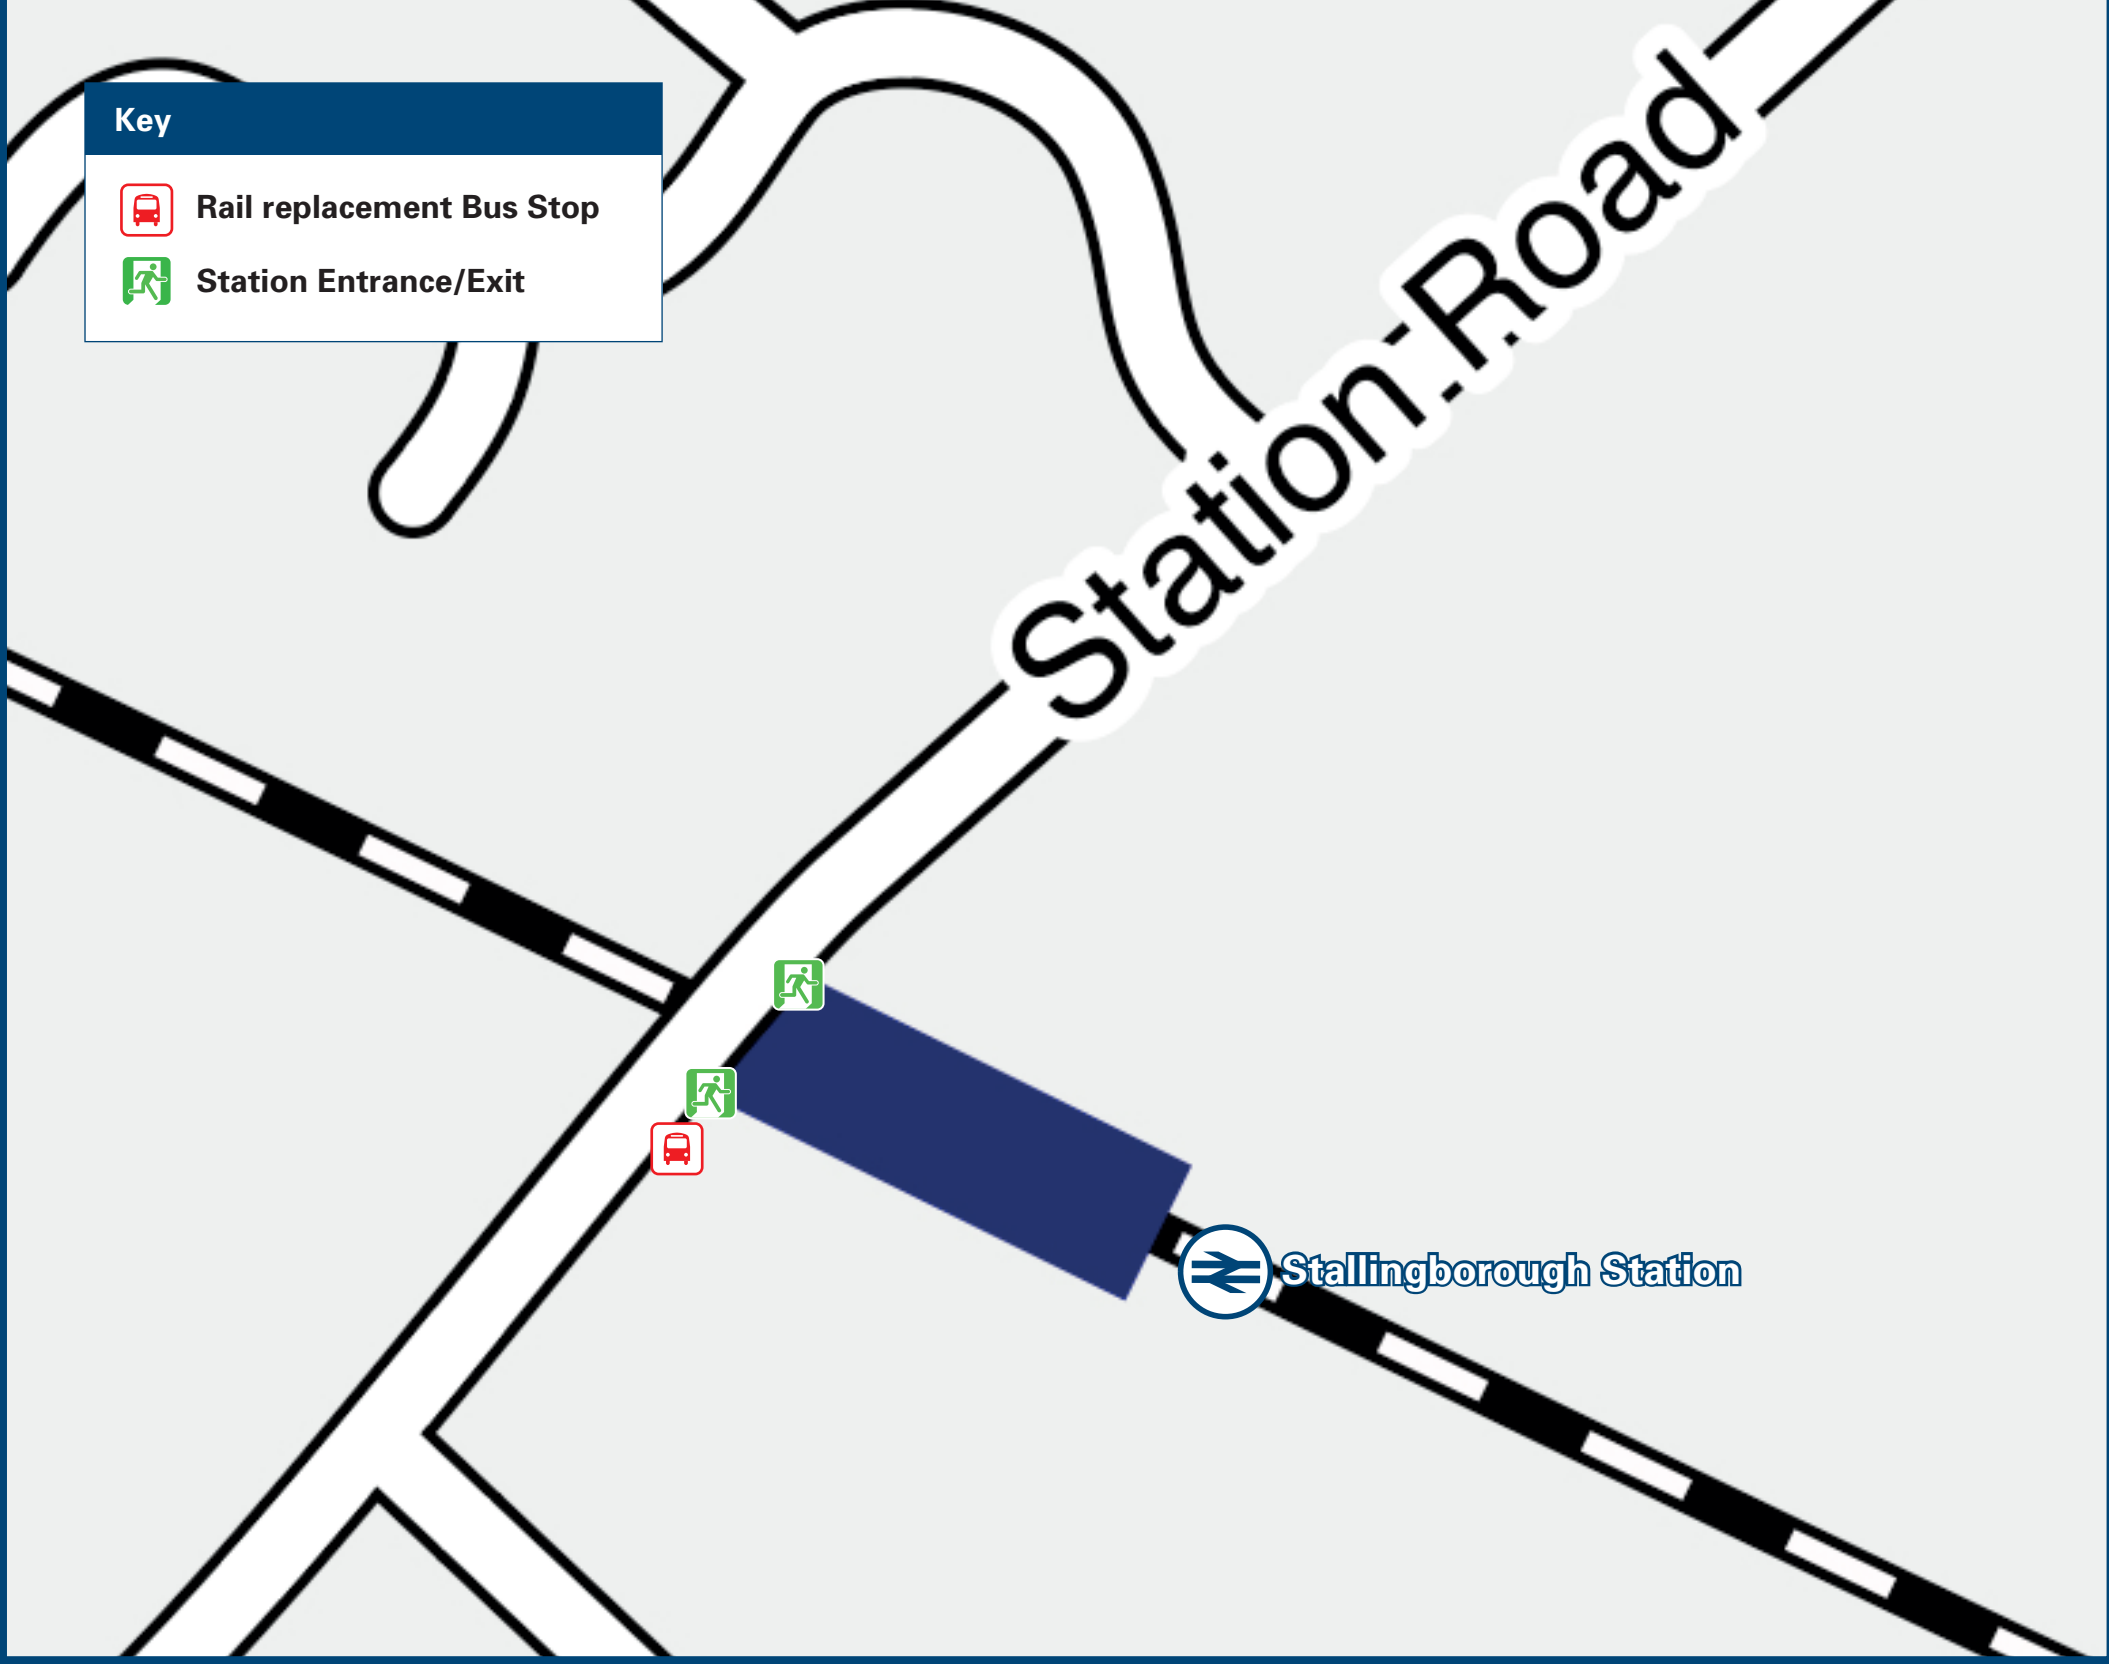 Key
Rail replacement Bus Stop
Station Entrance/Exit
Station Road
Stallingborough Station